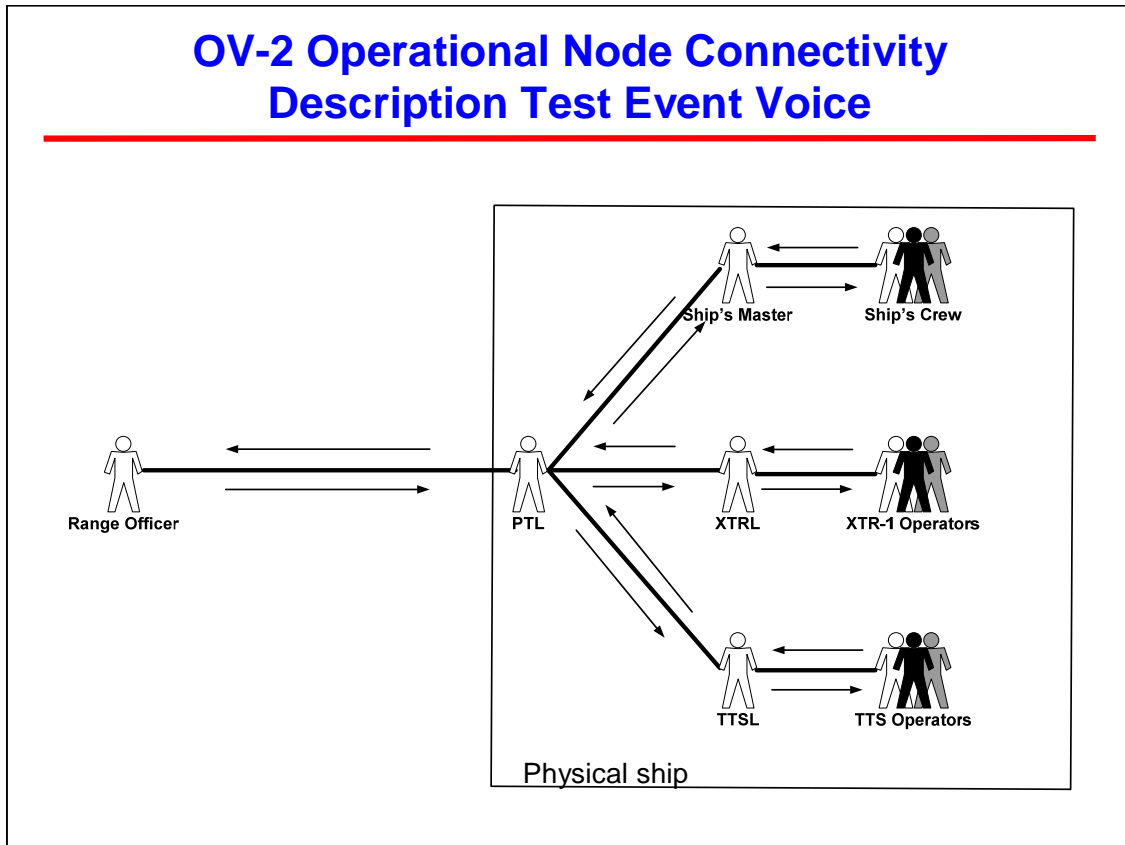 OV-2 Operational Node Connectivity
Description Test Event Voice
Ship's Master
Ship's Crew
Range Officer
PTL
XTRL
XTR-1 Operators
TTSL
TTS Operators
Physical ship